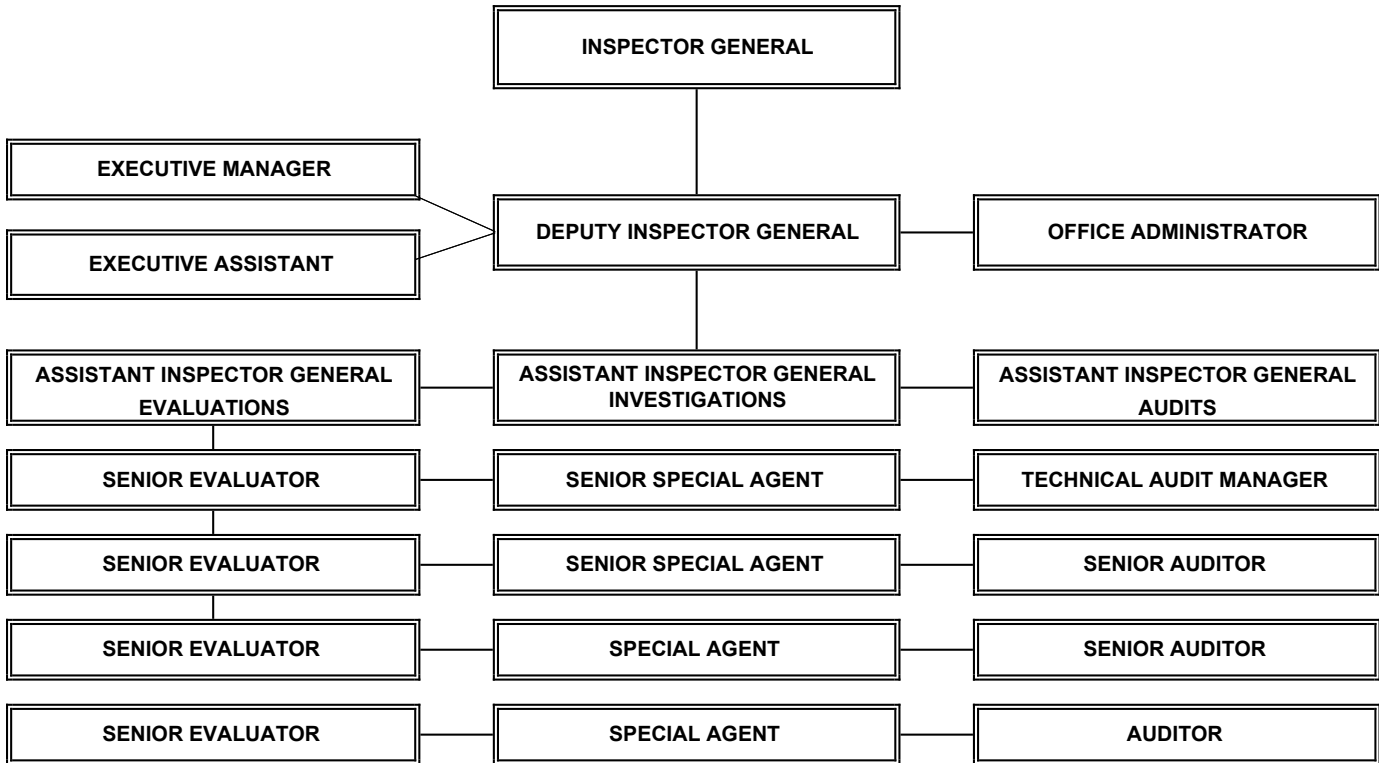 INSPECTOR GENERAL
EXECUTIVE MANAGER
DEPUTY INSPECTOR GENERAL
OFFICE ADMINISTRATOR
EXECUTIVE ASSISTANT
ASSISTANT INSPECTOR GENERAL
EVALUATIONS
ASSISTANT INSPECTOR GENERAL
INVESTIGATIONS
ASSISTANT INSPECTOR GENERAL
AUDITS
SENIOR EVALUATOR
SENIOR SPECIAL AGENT
TECHNICAL AUDIT MANAGER
SENIOR EVALUATOR
SENIOR SPECIAL AGENT
SENIOR AUDITOR
SENIOR EVALUATOR
SPECIAL AGENT
SENIOR AUDITOR
SENIOR EVALUATOR
SPECIAL AGENT
AUDITOR